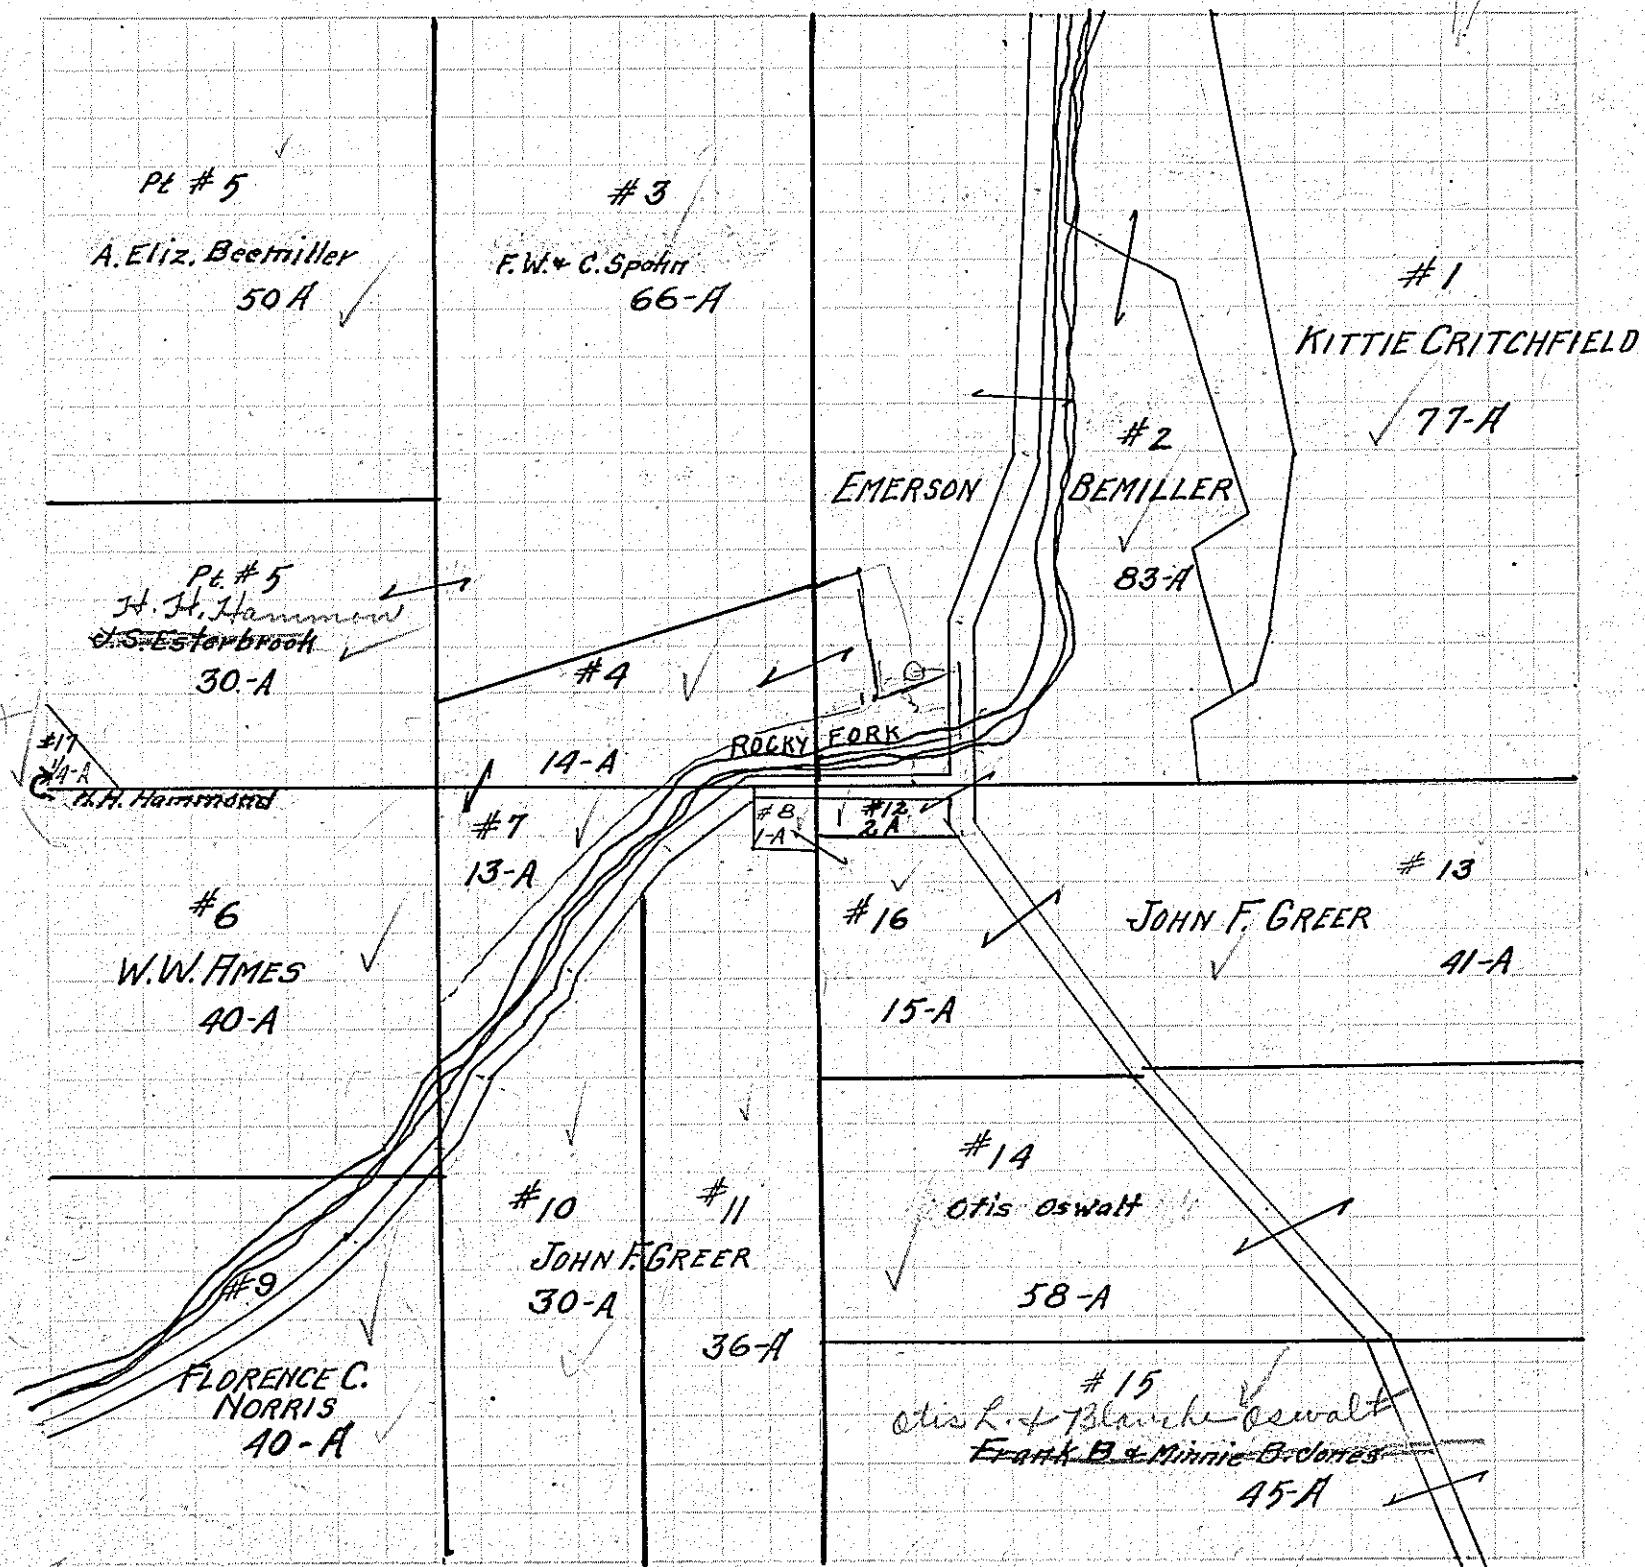 Pt # 5
A. Eliz. Beemiller
50 A
# 3
F.W. & C. Spohn
66-A
# 1
KITTIE CRITCHFIELD
77-A
# 2
EMERSON BEMILLER
83-A
Pt. # 5
H. H. Hammon
J. S. Esterbrook
30-A
#4
14-A
ROCKY FORK
#17
1/4-A
H.H. Hammond
#7
13-A
#8
1-A
#12
2 A
#6
W.W. AMES
40-A
#16
15-A
# 13
JOHN F. GREER
41-A
#9
FLORENCE C.
NORRIS
40-A
#10
#11
JOHN F. GREER
30-A
36-A
#14
Otis Oswalt
58-A
# 15
Otis L. & Blanche Oswalt
Frank B & Minnie B. Jones
45-A